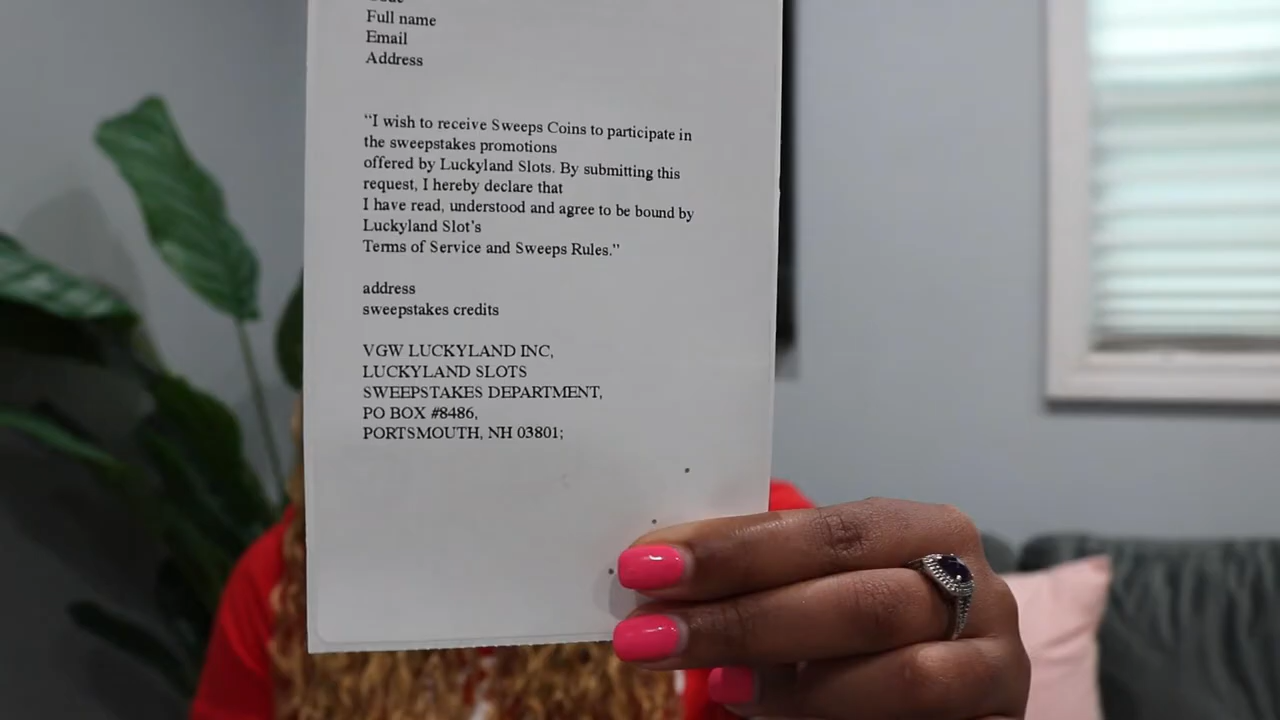 Full name
Email
Address
“I wish to receive Sweeps Coins to participate in
the sweepstakes promotions
offered by Luckyland Slots. By submitting this
request, I hereby declare that
I have read, understood and agree to be bound by
Luckyland Slot’s
Terms of Service and Sweeps Rules.”
address
sweepstakes credits
VGW LUCKYLAND INC,
LUCKYLAND SLOTS
SWEEPSTAKES DEPARTMENT,
PO BOX #8486,
PORTSMOUTH, NH 03801;